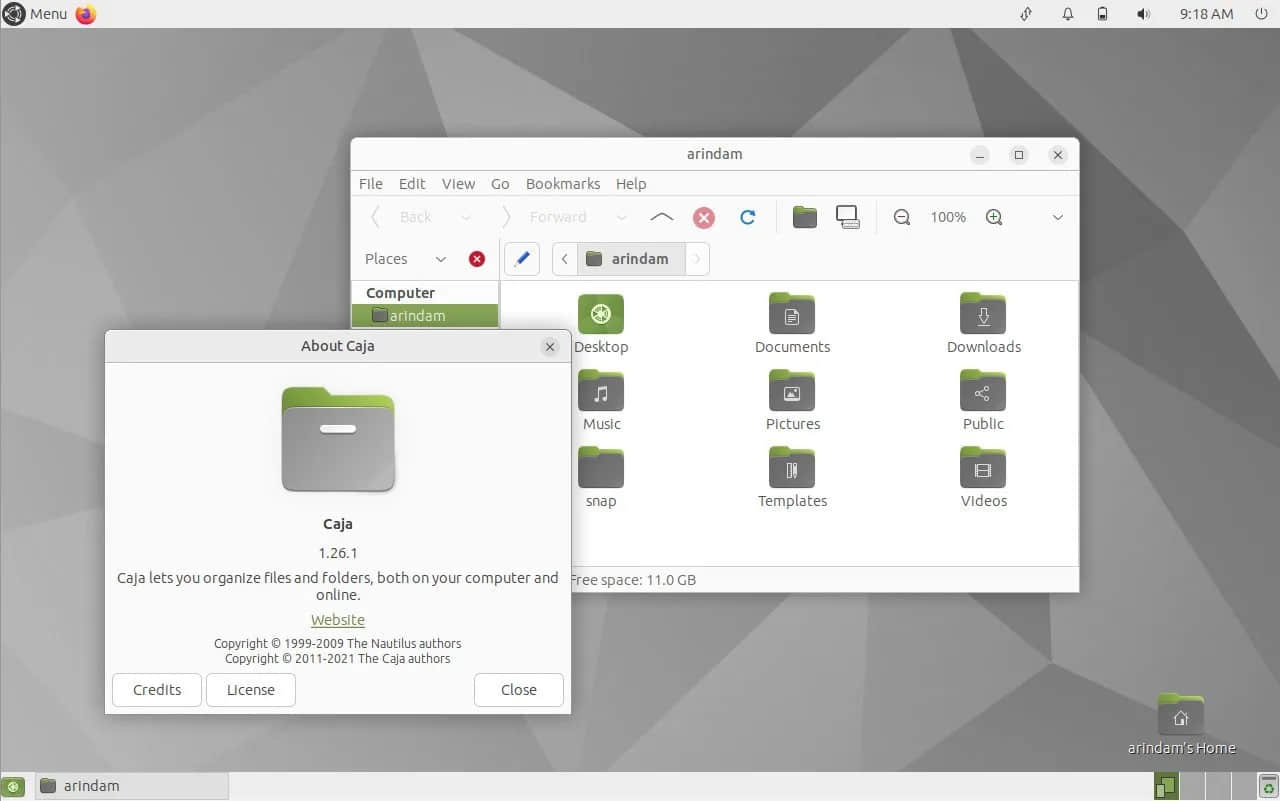 Menu
9:18 AM
arindam
File Edit View Go Bookmarks Help
Back Forward 100%
Places arindam
Computer
arindam
Desktop Documents Downloads
Music Pictures Public
snap Templates Videos
Free space: 11.0 GB
About Caja
Caja
1.26.1
Caja lets you organize files and folders, both on your computer and
online.
Website
Copyright © 1999-2009 The Nautilus authors
Copyright © 2011-2021 The Caja authors
Credits License Close
arindam's Home
arindam